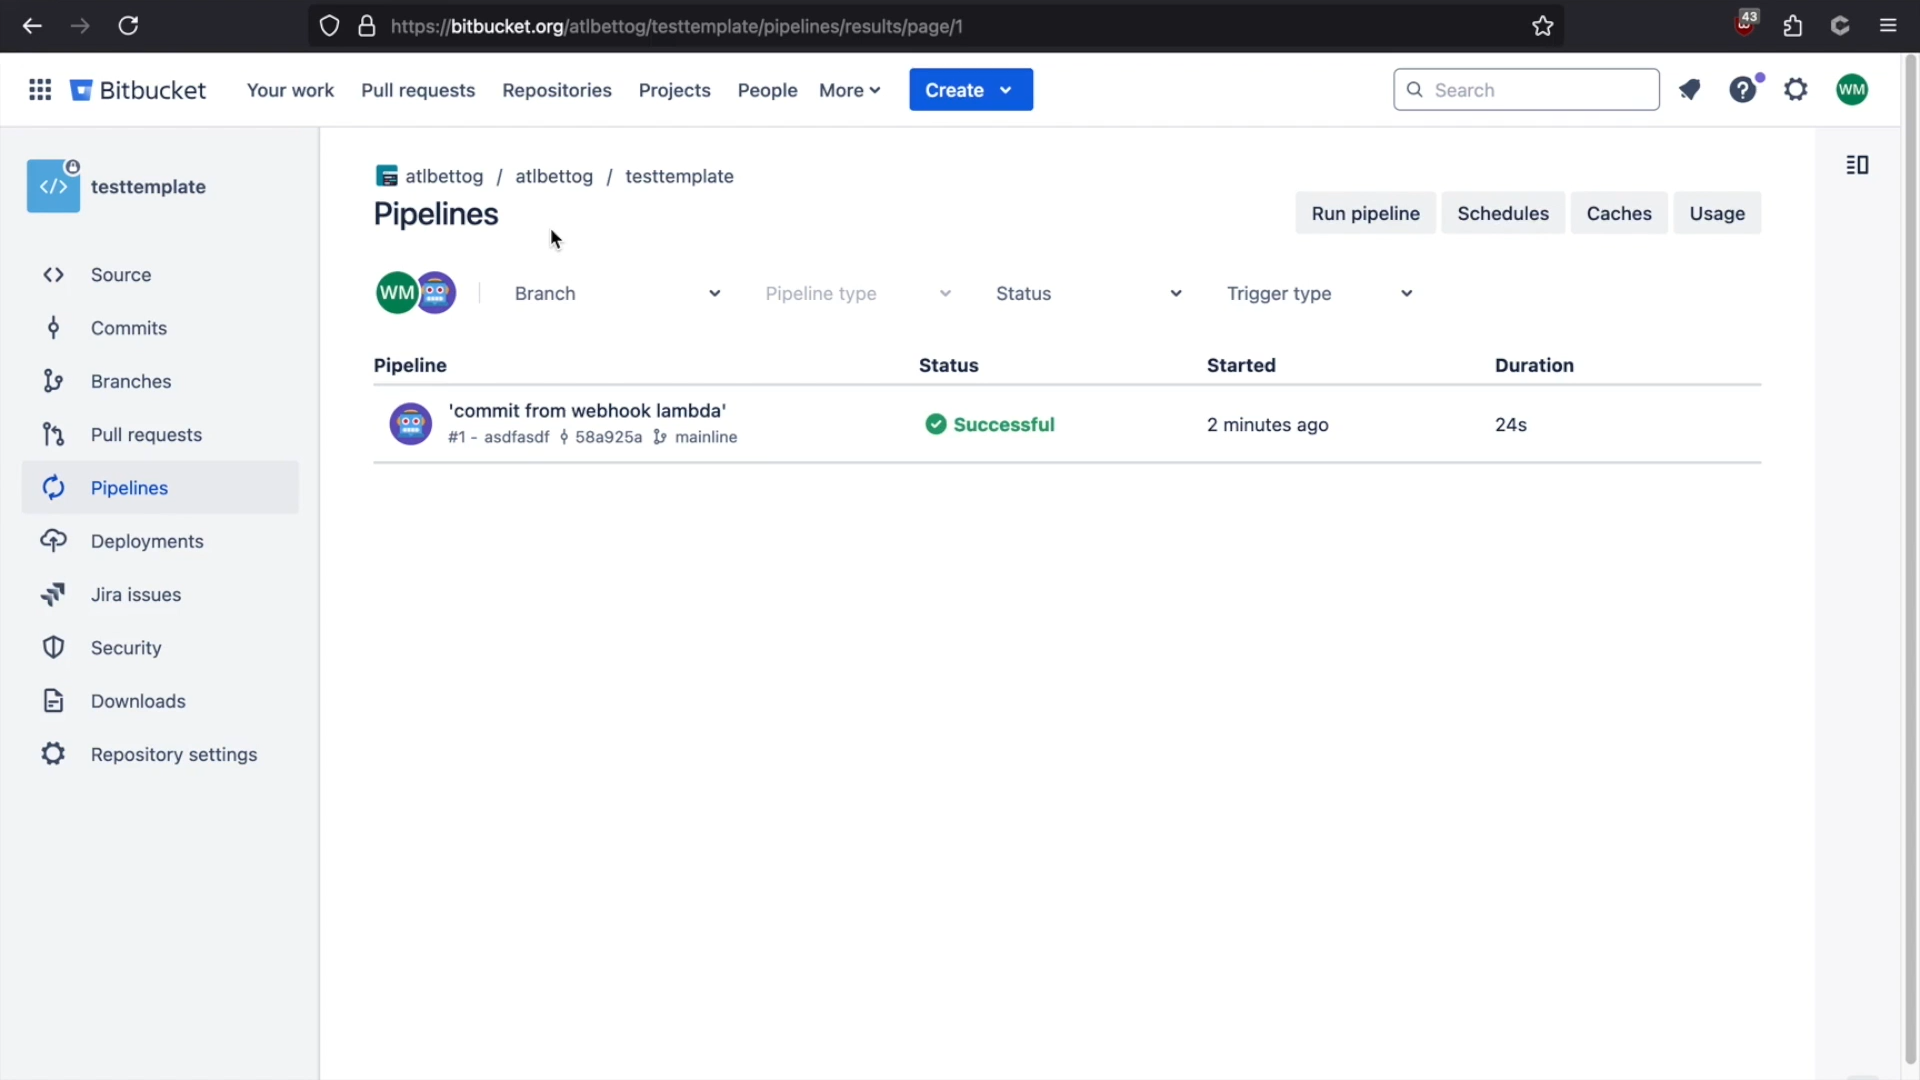 https://bitbucket.org/atlbettog/testtemplate/pipelines/results/page/1
43
Bitbucket
Your work
Pull requests
Repositories
Projects
People
More
Create
Search
WM
testtemplate
Source
Commits
Branches
Pull requests
Pipelines
Deployments
Jira issues
Security
Downloads
Repository settings
atlbettog / atlbettog / testtemplate
Pipelines
Run pipeline
Schedules
Caches
Usage
WM
Branch
Pipeline type
Status
Trigger type
Pipeline Status Started Duration
'commit from webhook lambda'
#1 - asdfasdf 58a925a mainline
Successful
2 minutes ago
24s